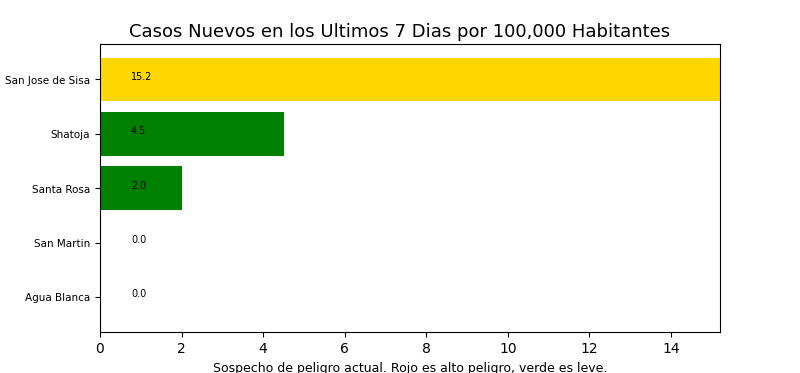 Casos Nuevos en los Ultimos 7 Dias por 100,000 Habitantes
San Jose de Sisa 15.2
Shatoja 4.5
Santa Rosa 2.0
San Martin 0.0
Agua Blanca 0.0
0 2 4 6 8 10 12 14
Sospecho de peligro actual. Rojo es alto peligro, verde es leve.